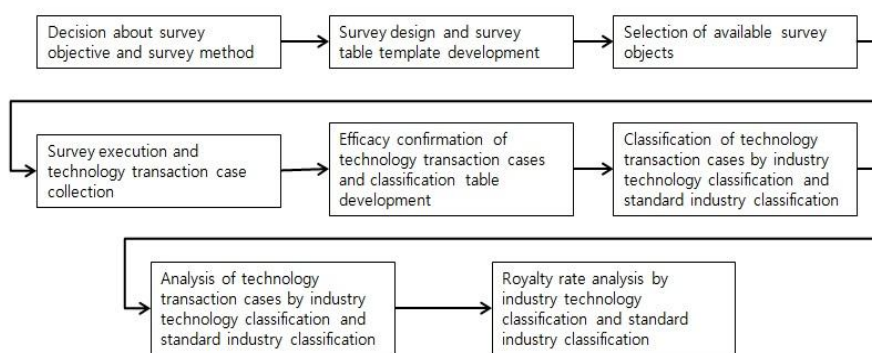 Decision about survey
objective and survey method
Survey design and survey
table template development
Selection of available survey
objects
Survey execution and
technology transaction case
collection
Efficacy confirmation of
technology transaction cases
and classification table
development
Classification of technology
transaction cases by industry
technology classification and
standard industry classification
Analysis of technology
transaction cases by industry
technology classification and
standard industry classification
Royalty rate analysis by
industry technology
classification and standard
industry classification